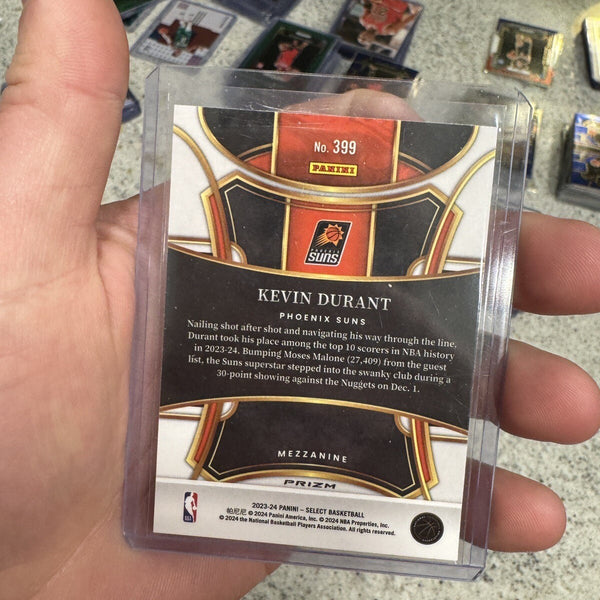 No. 399
PANINI
PHOENIX
SUNS
KEVIN DURANT
PHOENIX SUNS
Nailing shot after shot and navigating his way through the line,
Durant took his place among the top 10 scorers in NBA history
in 2023-24. Bumping Moses Malone (27,409) from the guest
list, the Suns superstar stepped into the swanky club during a
30-point showing against the Nuggets on Dec. 1.
MEZZANINE
PRIZM
2023-24 PANINI – SELECT BASKETBALL
帕尼尼 © 2024 Panini America, Inc. © 2024 NBA Properties, Inc.
© 2024 the National Basketball Players Association. All rights reserved.